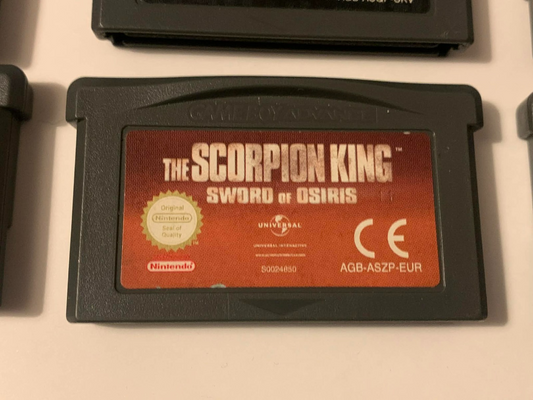 GAME BOY ADVANCE
THE SCORPION KING™
SWORD OF OSIRIS
Original
Nintendo
Seal of
Quality
UNIVERSAL
UNIVERSAL INTERACTIVE
CE
Nintendo
S0024650
AGB-ASZP-EUR